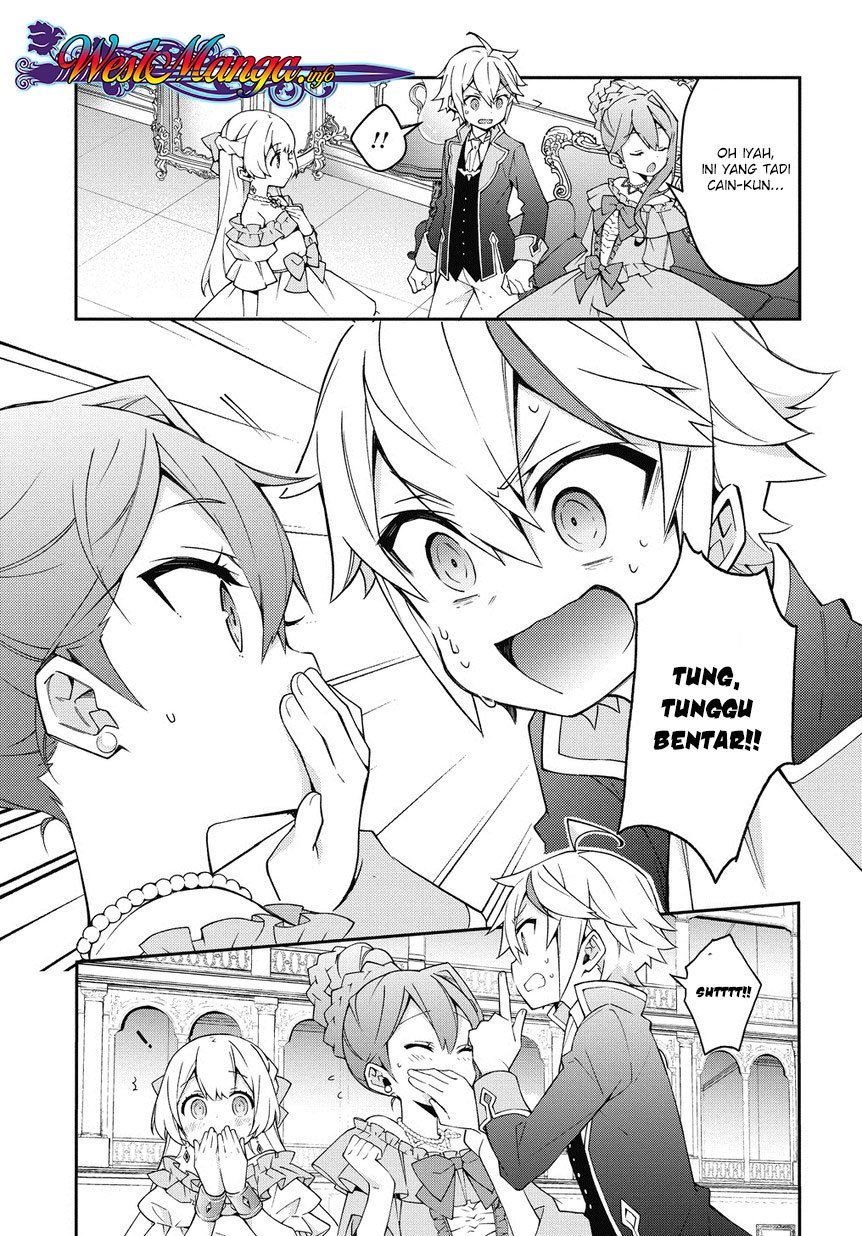 WestManga.info
!!
OH IYAH,
INI YANG TADI
CAIN-KUN...
TUNG,
TUNGGU
BENTAR!!
SHTTTT!!
!